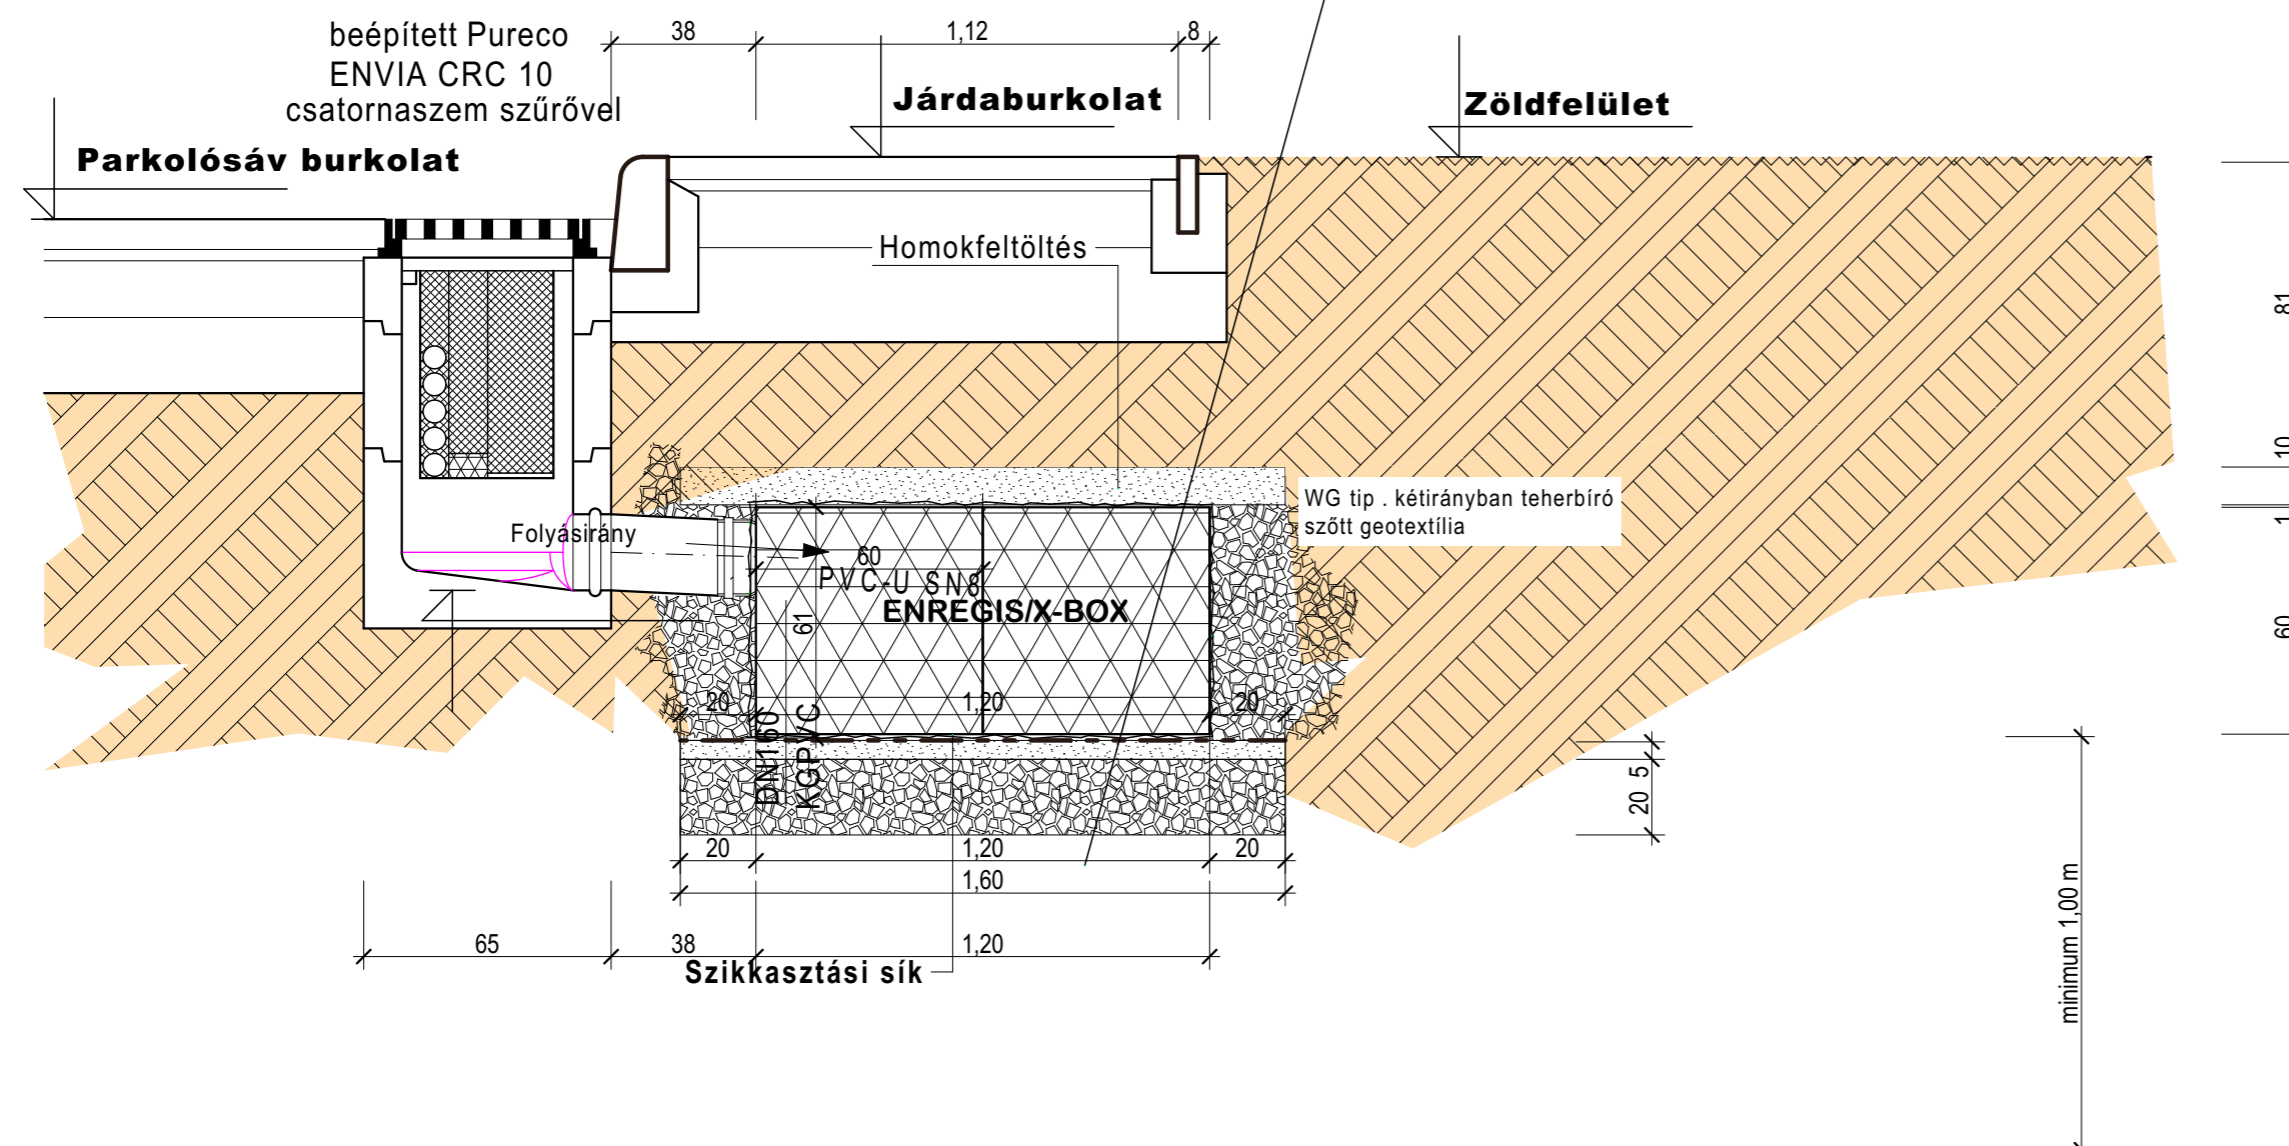 beépített Pureco
ENVIA CRC 10
csatornaszem szűrővel
38
1,12
8
Járdaburkolat
Zöldfelület
Parkolósáv burkolat
Homokfeltöltés
81
10
1
60
WG tip . kétirányban teherbíró
szőtt geotextília
Folyásirány
60
PVC-U SN8
ENREGIS/X-BOX
61
20
1,20
20
DN160
KGPVC
5
20
20
1,20
20
1,60
65
38
1,20
Szikkasztási sík
minimum 1,00 m